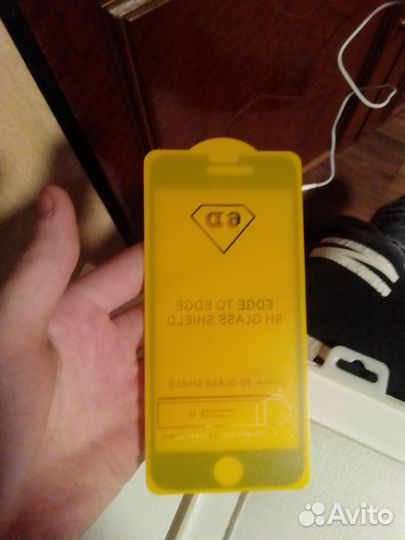 6D
EDGE TO EDGE
9H GLASS SHIELD
6D GLASS SHIELD
Avito